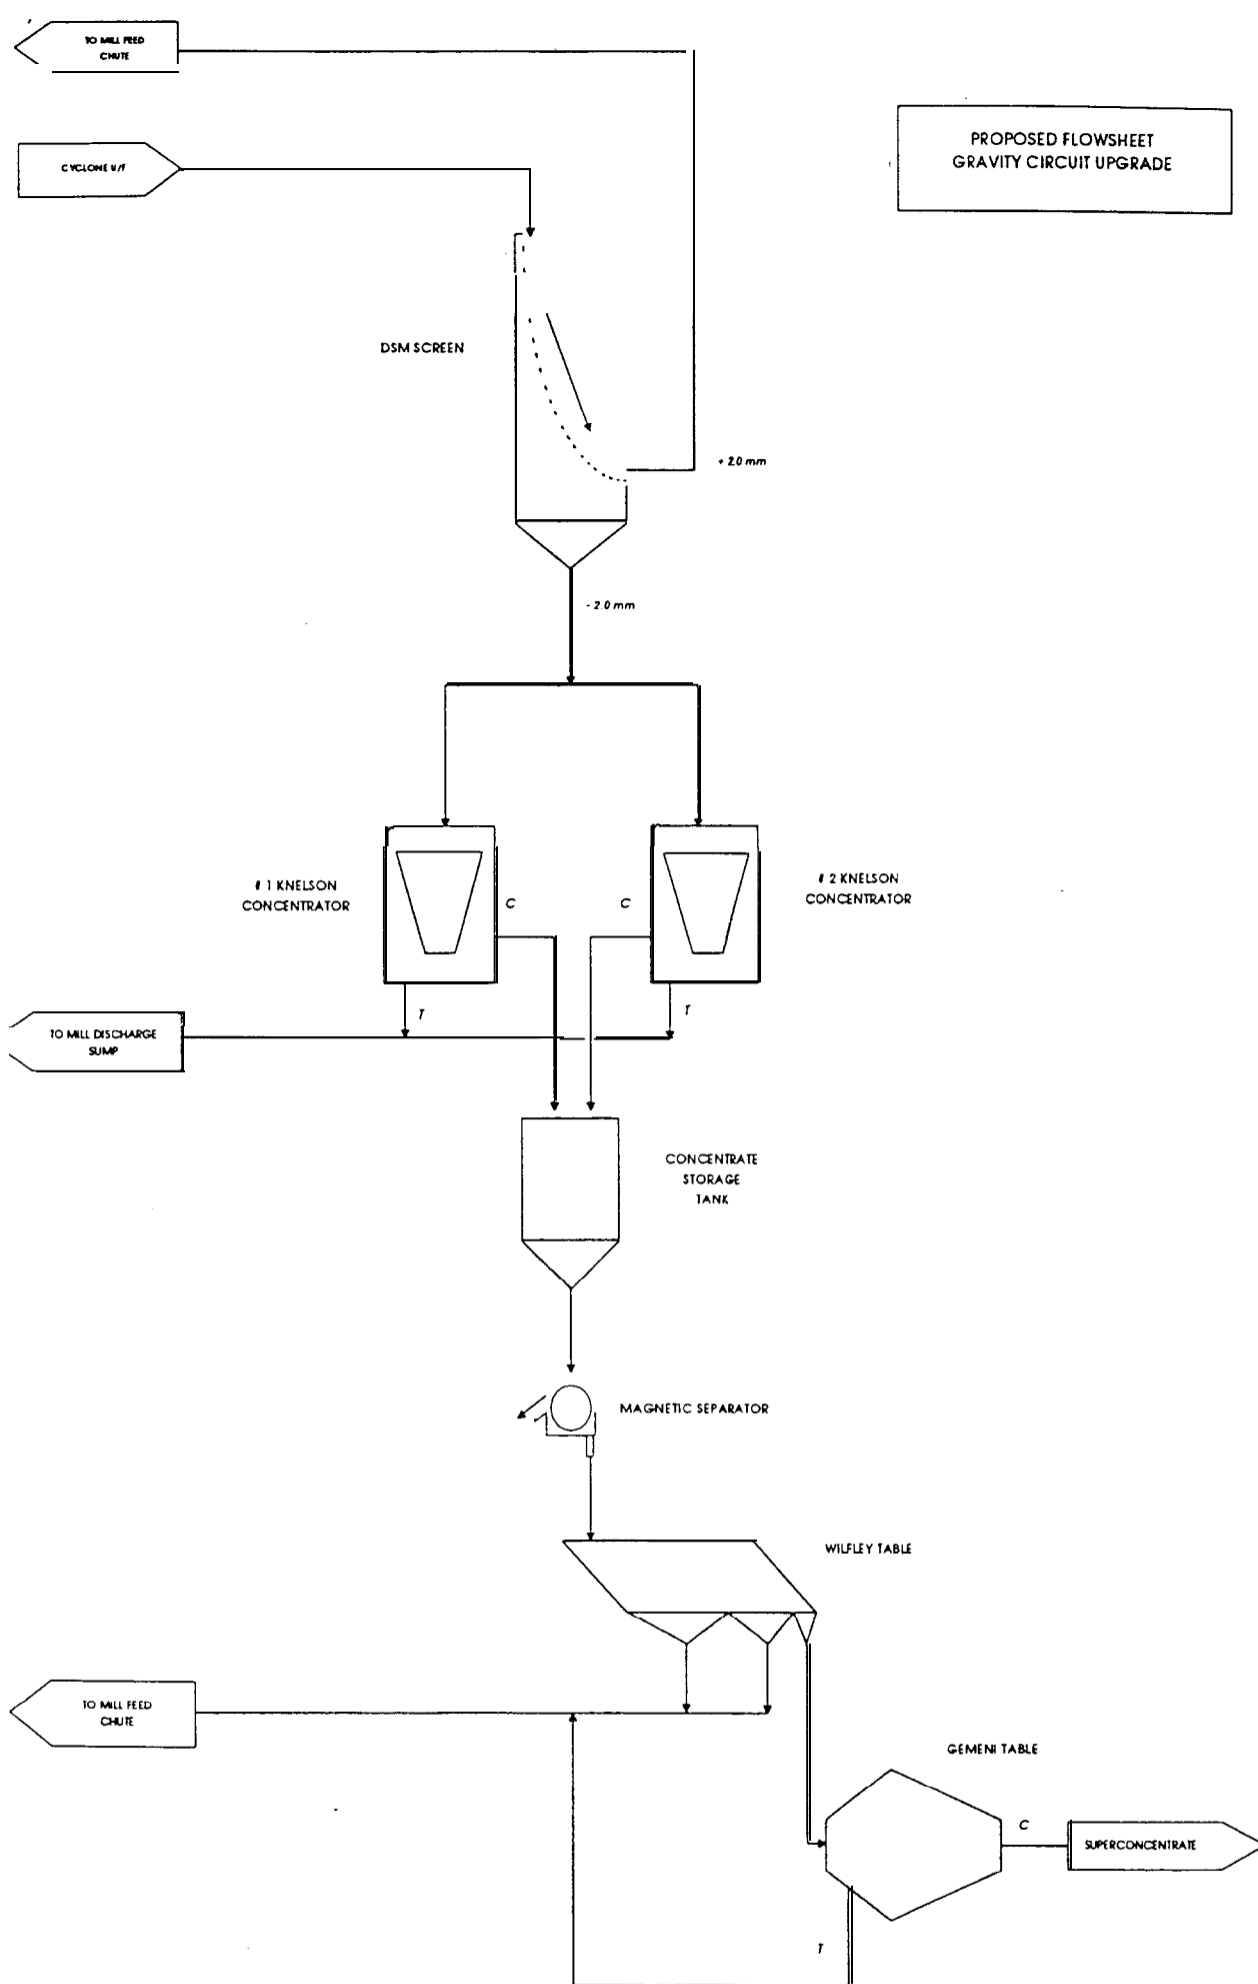 TO MILL FEED
CHUTE
PROPOSED FLOWSHEET
GRAVITY CIRCUIT UPGRADE
CYCLONE U/F
DSM SCREEN
+ 2.0 mm
- 2.0 mm
# 1 KNELSON
CONCENTRATOR
C
C
# 2 KNELSON
CONCENTRATOR
T
T
TO MILL DISCHARGE
SUMP
CONCENTRATE
STORAGE
TANK
MAGNETIC SEPARATOR
WILFLEY TABLE
TO MILL FEED
CHUTE
GEMENI TABLE
C
SUPERCONCENTRATE
T